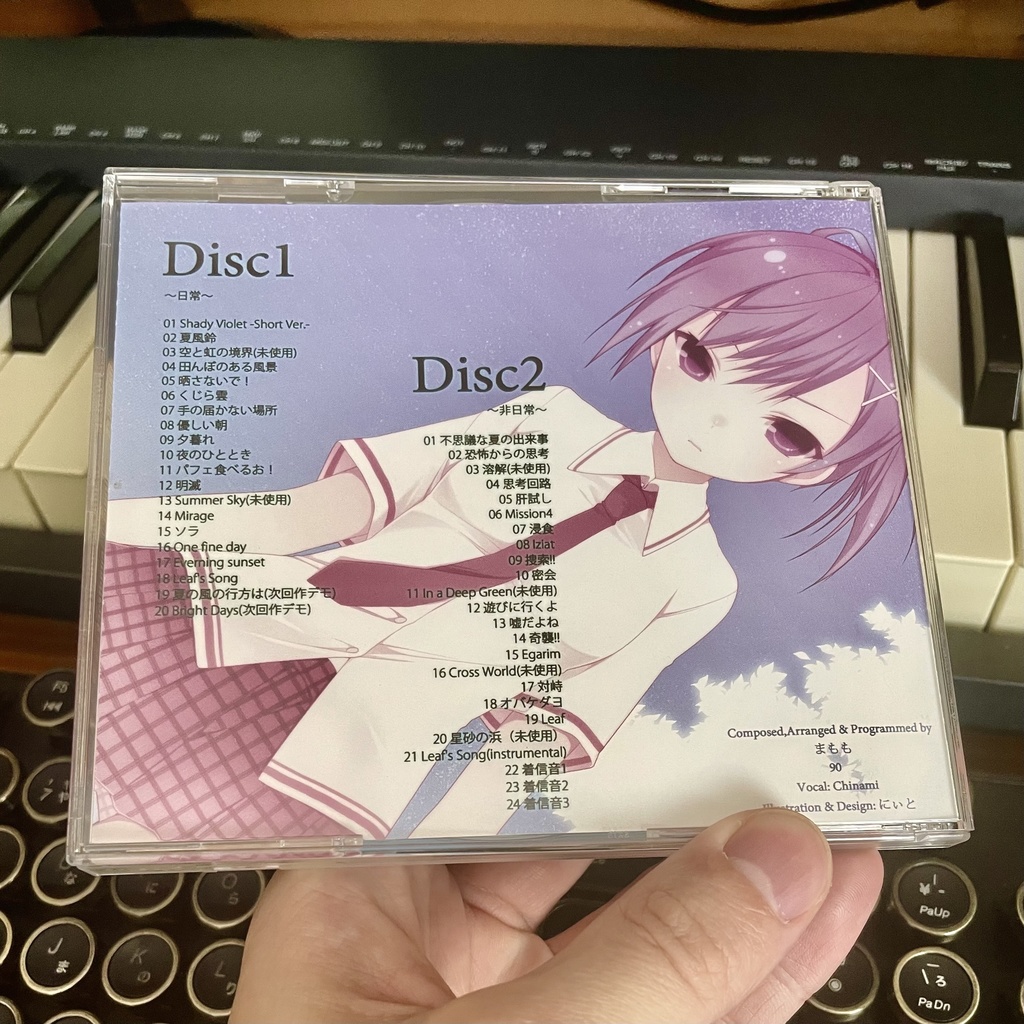 Disc1
～日常～
01 Shady Violet -Short Ver.-
02 夏風鈴
03 空と虹の境界(未使用)
04 田んぼのある風景
05 晒さないで！
06 くじら雲
07 手の届かない場所
08 優しい朝
09 夕暮れ
10 夜のひととき
11 パフェ食べるお！
12 明滅
13 Summer Sky(未使用)
14 Mirage
15 ソラ
16 One fine day
17 Everning sunset
18 Leaf's Song
19 夏の風の行方は(次回作デモ)
20 Bright Days(次回作デモ)
Disc2
～非日常～
01 不思議な夏の出来事
02 恐怖からの思考
03 溶解(未使用)
04 思考回路
05 肝試し
06 Mission4
07 浸食
08 Izlat
09 捜索!!
10 密会
11 In a Deep Green(未使用)
12 遊びに行くよ
13 嘘だよね
14 奇襲!!
15 Egarim
16 Cross World(未使用)
17 対峙
18 オバケダヨ
19 Leaf
20 星砂の浜（未使用）
21 Leaf's Song(instrumental)
22 着信音1
23 着信音2
24 着信音3
Composed,Arranged & Programmed by
まもも
90
Vocal: Chinami
& Design: にぃと
J
ま
K
の
L
に
な
ら
¥
PaUp
ろ
PaDn